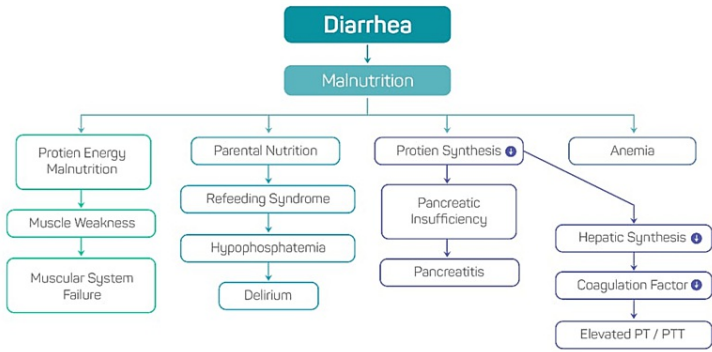 Diarrhea
Malnutrition
Protien Energy
Malnutrition
Muscle Weakness
Muscular System
Failure
Parental Nutrition
Refeeding Syndrome
Hypophosphatemia
Delirium
Protien Synthesis
Pancreatic
Insufficiency
Pancreatitis
Hepatic Synthesis
Coagulation Factor
Elevated PT / PTT
Anemia